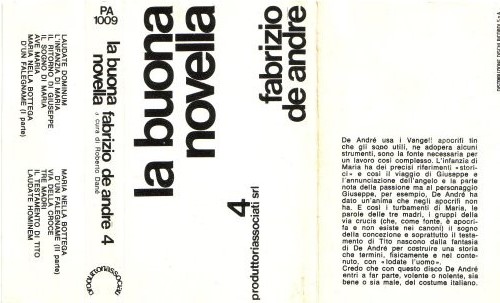 LAUDATE DOMINUM
L'INFANZIA DI MARIA
IL RITORNO DI GIUSEPPE
IL SOGNO DI MARIA
AVE MARIA
MARIA NELLA BOTTEGA
D'UN FALEGNAME (I parte)
MARIA NELLA BOTTEGA
D'UN FALEGNAME (II parte)
VIA DELLA CROCE
TRE MADRI
IL TESTAMENTO DI TITO
LAUDATE HOMINEM
PA
1009
la buona
novella
fabrizio de andre 4
a cura di Roberto Danè
produttoriassociati
la buona
novella
fabrizio
de andre
4
produttoriassociati srl
De André usa i Vange!! apocrifi fin
che gli sono utili, ne adopera alcuni
strumenti, sono la fonte necessaria per
un lavoro così complesso. L'infanzia di
Maria ha dei precisi riferimenti «stori-
ci» e così il viaggio di Giuseppe e
l'annunciazione dell'angelo e la parte
nota della passione ma al personaggio
Giuseppe, per esempio, De André ha
dato un'anima che negli apocrifi non
ha. E così i turbamenti di Maria, le
parole delle tre madri, i gruppi della
via crucis (che, come fonte, è apocri-
fa e non esiste nei canoni) il sogno
della concezione e soprattutto il testa-
mento di Tito nascono dalla fantasia
di De André per costruire una storia
che termini, fisicamente e nel conte-
nuto, con «lodate l'uomo».
Credo che con questo disco De André
entri a far parte, volente o nolente, sia
bene o sia male, del costume italiano.